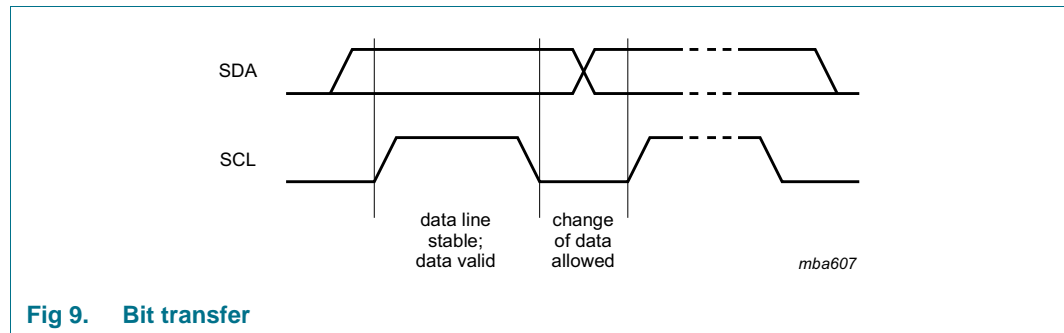 SDA
SCL
data line
stable;
data valid
change
of data
allowed
mba607
Fig 9. Bit transfer